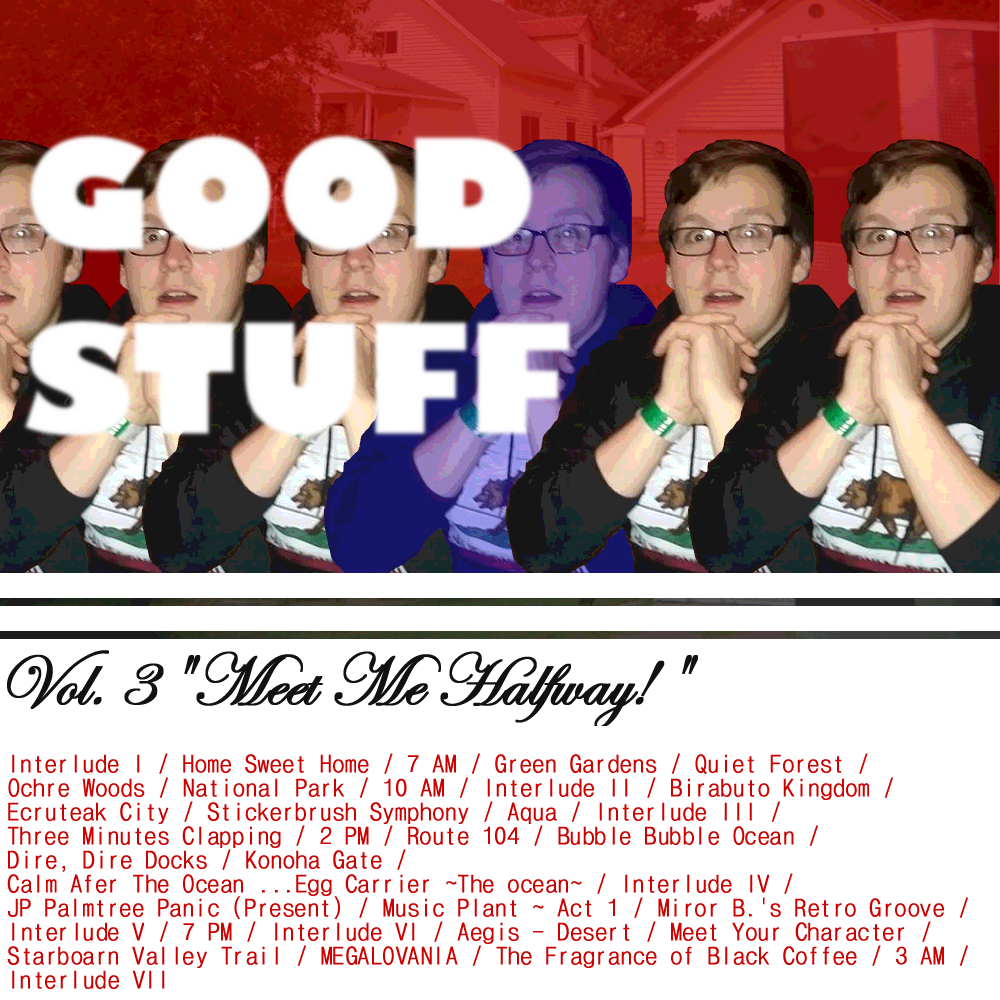 GOOD
STUFF
Vol. 3 "Meet Me Halfway! "
Interlude I / Home Sweet Home / 7 AM / Green Gardens / Quiet Forest /
Ochre Woods / National Park / 10 AM / Interlude II / Birabuto Kingdom /
Ecruteak City / Stickerbrush Symphony / Aqua / Interlude III /
Three Minutes Clapping / 2 PM / Route 104 / Bubble Bubble Ocean /
Dire, Dire Docks / Konoha Gate /
Calm Afer The Ocean ...Egg Carrier ~The ocean~ / Interlude IV /
JP Palmtree Panic (Present) / Music Plant ~ Act 1 / Miror B.'s Retro Groove /
Interlude V / 7 PM / Interlude VI / Aegis - Desert / Meet Your Character /
Starboarn Valley Trail / MEGALOVANIA / The Fragrance of Black Coffee / 3 AM /
Interlude VII